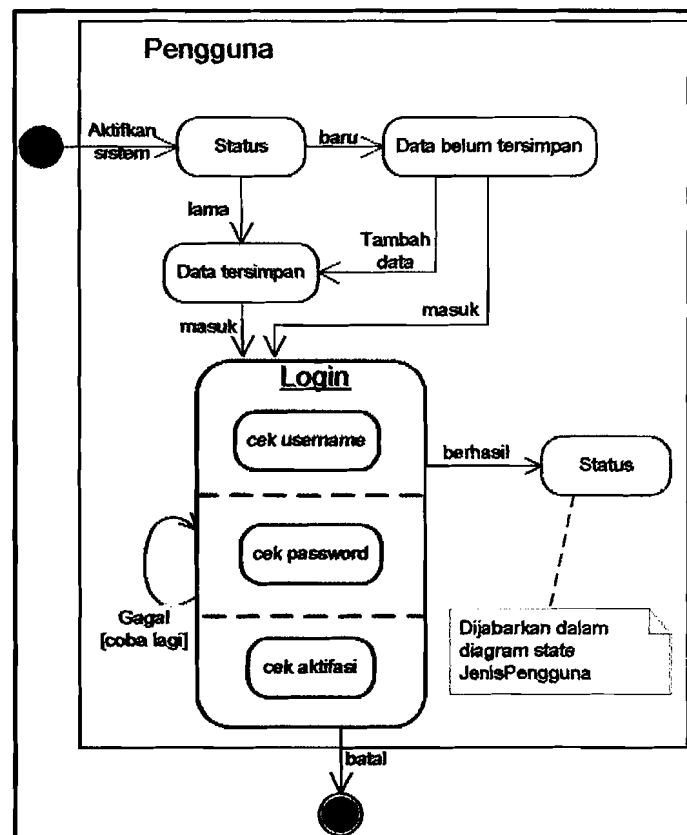 Pengguna
Aktifkan
sistem
Status
baru
Data belum tersimpan
lama
Tambah
data
Data tersimpan
masuk
masuk
Login
cek username
berhasil
Status
cek password
Gagal
[coba lagi]
cek aktifasi
Dijabarkan dalam
diagram state
JenisPengguna
batal